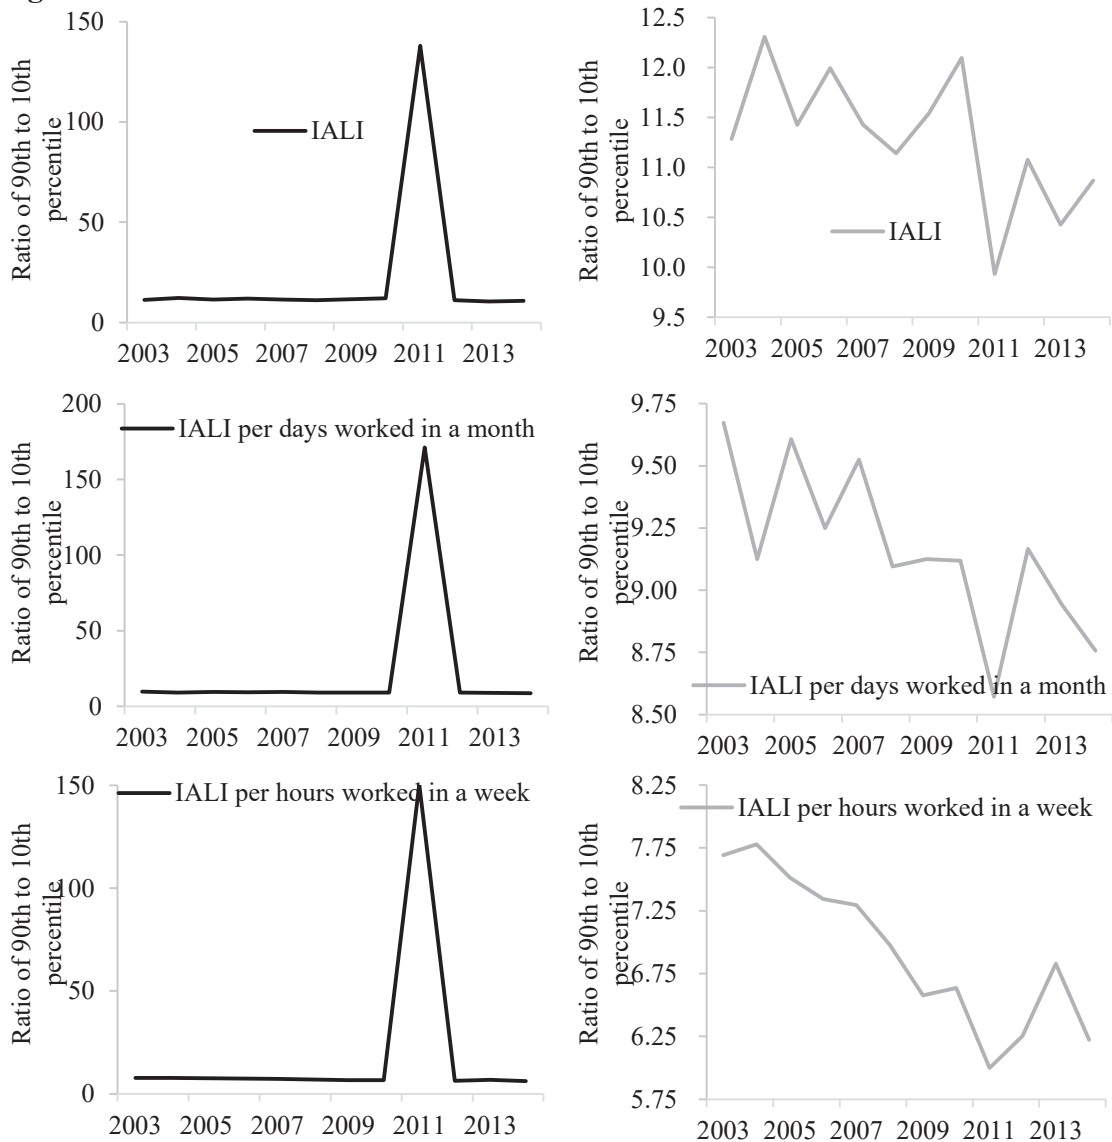 150
100
50
0
Ratio of 90th to 10th
percentile
IALI
2003 2005 2007 2009 2011 2013
12.5
12.0
11.5
11.0
10.5
10.0
9.5
Ratio of 90th to 10th
percentile
IALI
2003 2005 2007 2009 2011 2013
200
150
100
50
0
Ratio of 90th to 10th
percentile
IALI per days worked in a month
2003 2005 2007 2009 2011 2013
9.75
9.50
9.25
9.00
8.75
8.50
Ratio of 90th to 10th
percentile
IALI per days worked in a month
2003 2005 2007 2009 2011 2013
150
100
50
0
Ratio of 90th to 10th
percentile
IALI per hours worked in a week
2003 2005 2007 2009 2011 2013
8.25
7.75
7.25
6.75
6.25
5.75
Ratio of 90th to 10th
percentile
IALI per hours worked in a week
2003 2005 2007 2009 2011 2013